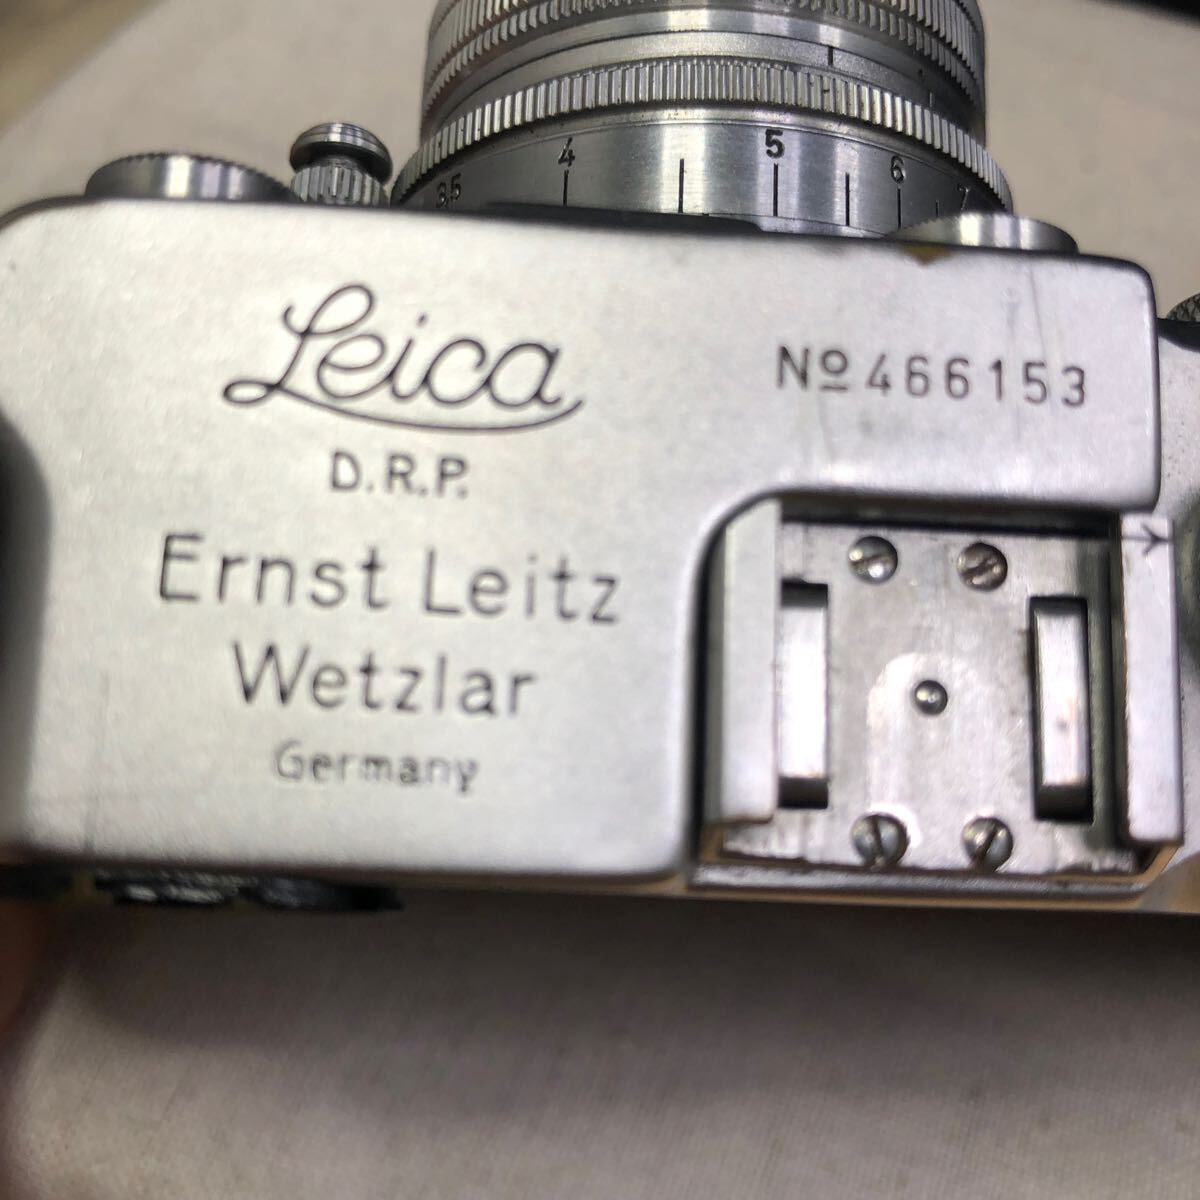 3,5 4 5 6 7
Leica
D.R.P.
Ernst Leitz
Wetzlar
Germany
No 466153